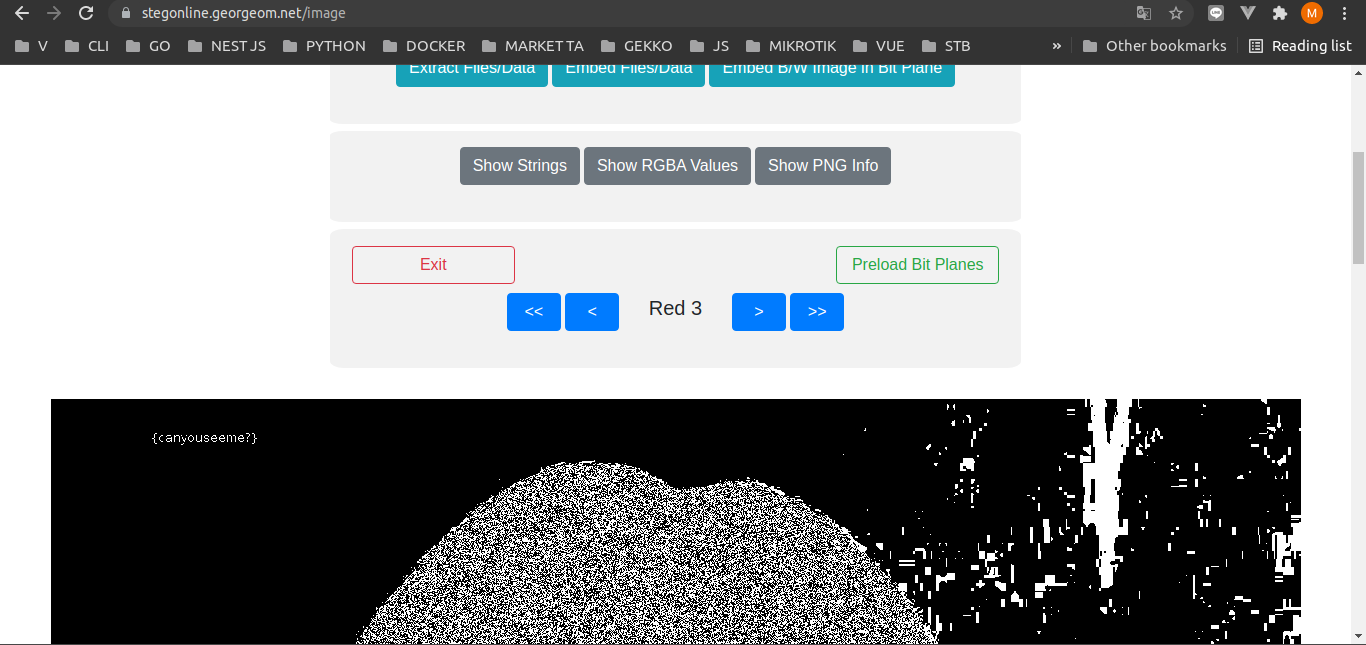 stegonline.georgeom.net/image
M
V CLI GO NEST JS PYTHON DOCKER MARKET TA GEKKO JS MIKROTIK VUE STB » Other bookmarks Reading list
Extract Files/Data Embed Files/Data Embed B/W Image in Bit Plane
Show Strings Show RGBA Values Show PNG Info
Exit Preload Bit Planes
<< < Red 3 > >>
{canyouseeme?}